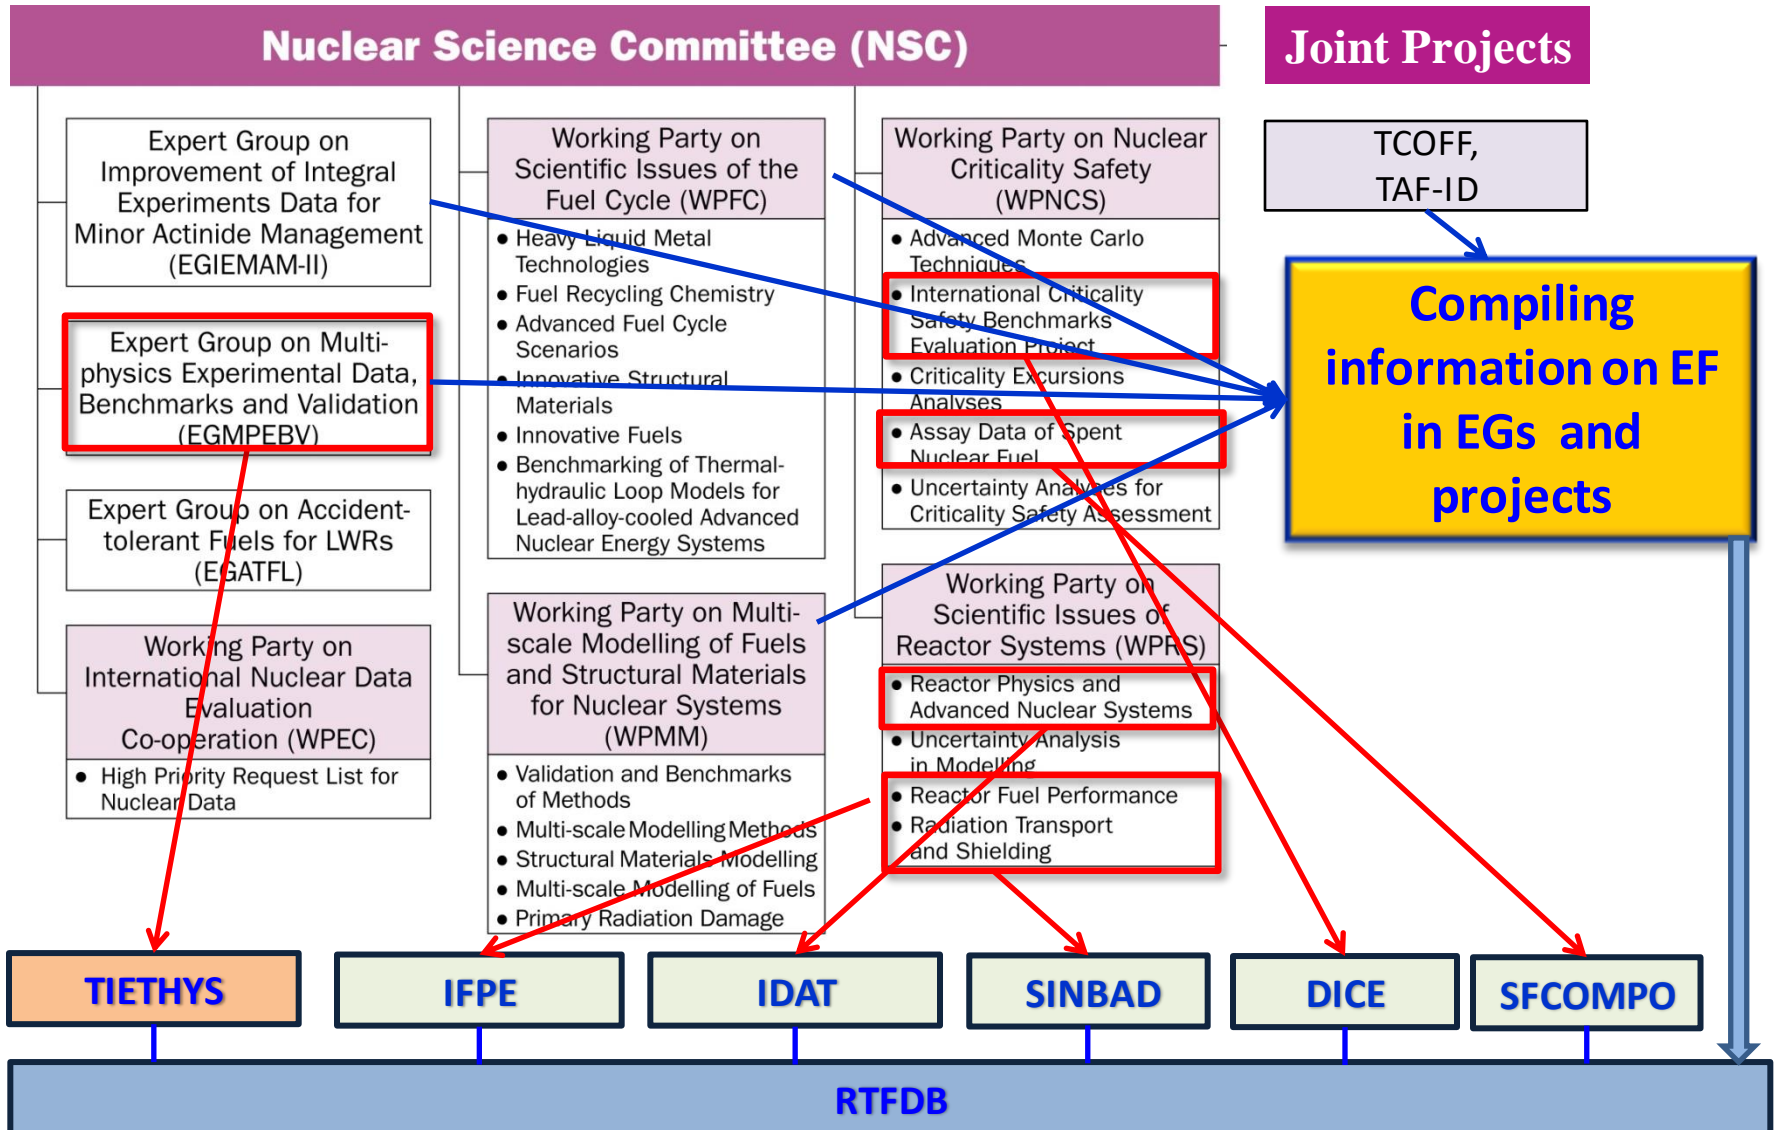 Nuclear Science Committee (NSC)
Joint Projects
Expert Group on
Improvement of Integral
Experiments Data for
Minor Actinide Management
(EGIEMAM-II)
Expert Group on Multi-
physics Experimental Data,
Benchmarks and Validation
(EGMPEBV)
Expert Group on Accident-
tolerant Fuels for LWRs
(EGATFL)
Working Party on
International Nuclear Data
Evaluation
Co-operation (WPEC)
● High Priority Request List for
Nuclear Data
Working Party on
Scientific Issues of the
Fuel Cycle (WPFC)
● Heavy Liquid Metal
Technologies
● Fuel Recycling Chemistry
● Advanced Fuel Cycle
Scenarios
● Innovative Structural
Materials
● Innovative Fuels
● Benchmarking of Thermal-
hydraulic Loop Models for
Lead-alloy-cooled Advanced
Nuclear Energy Systems
Working Party on Multi-
scale Modelling of Fuels
and Structural Materials
for Nuclear Systems
(WPMM)
● Validation and Benchmarks
of Methods
● Multi-scale Modelling Methods
● Structural Materials Modelling
● Multi-scale Modelling of Fuels
● Primary Radiation Damage
Working Party on Nuclear
Criticality Safety
(WPNCS)
● Advanced Monte Carlo
Techniques
● International Criticality
Safety Benchmarks
Evaluation Project
● Criticality Excursions
Analyses
● Assay Data of Spent
Nuclear Fuel
● Uncertainty Analyses for
Criticality Safety Assessment
Working Party on
Scientific Issues of
Reactor Systems (WPRS)
● Reactor Physics and
Advanced Nuclear Systems
● Uncertainty Analysis
in Modelling
● Reactor Fuel Performance
● Radiation Transport
and Shielding
TCOFF,
TAF-ID
Compiling
information on EF
in EGs and
projects
TIETHYS
IFPE
IDAT
SINBAD
DICE
SFCOMPO
RTFDB